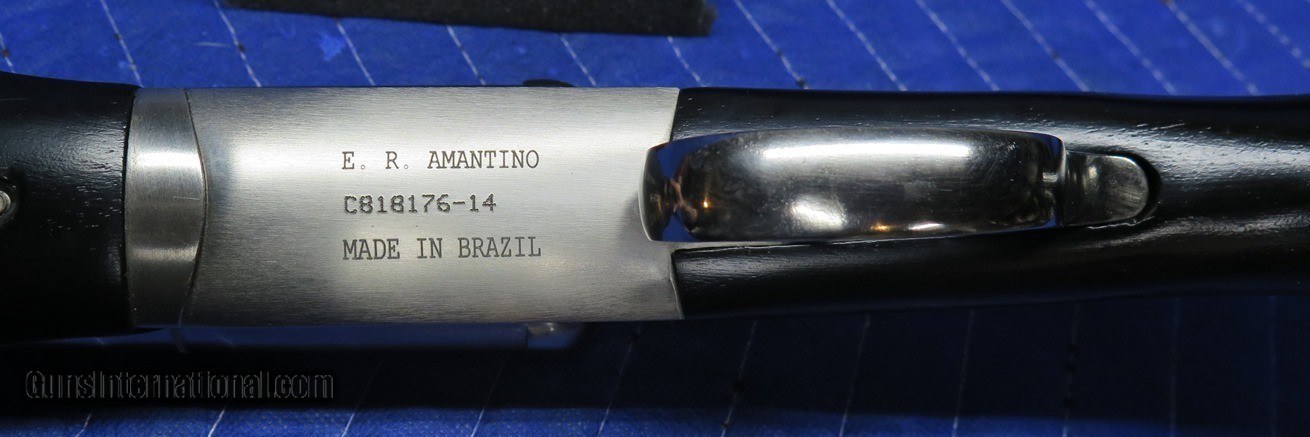 E. R. AMANTINO
C818176-14
MADE IN BRAZIL
GunsInternational.com